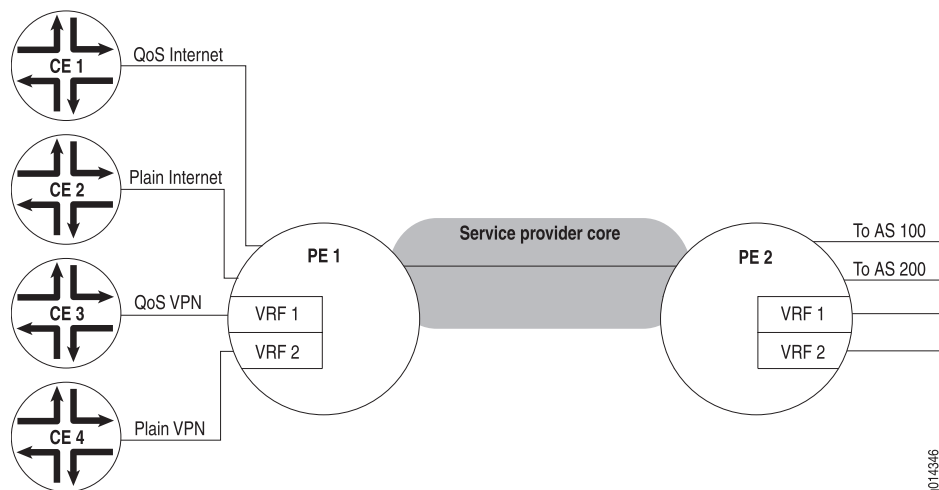 CE 1
QoS Internet
CE 2
Plain Internet
CE 3
QoS VPN
CE 4
Plain VPN
PE 1
VRF 1
VRF 2
Service provider core
PE 2
VRF 1
VRF 2
To AS 100
To AS 200